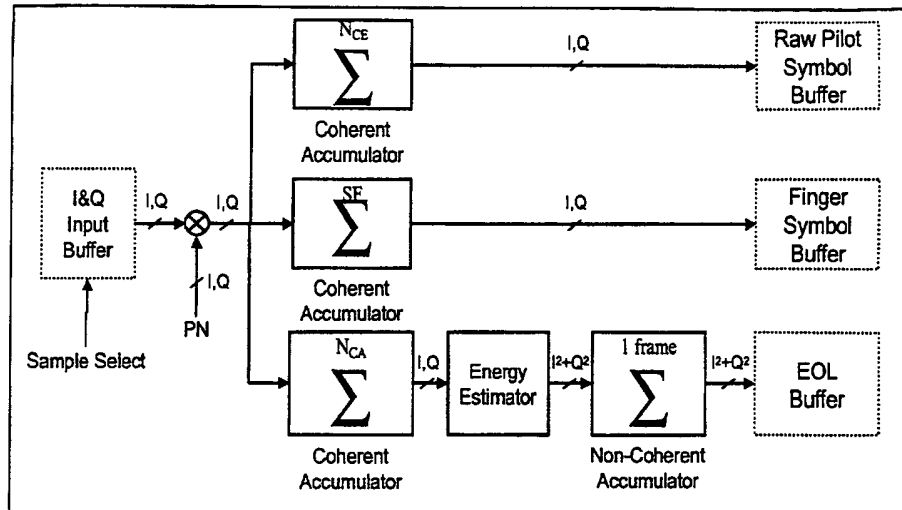 N_CE
∑
Coherent
Accumulator
I,Q
Raw Pilot
Symbol
Buffer
I&Q
Input
Buffer
I,Q
I,Q
I,Q
PN
Sample Select
SF
∑
Coherent
Accumulator
I,Q
Finger
Symbol
Buffer
N_CA
∑
Coherent
Accumulator
I,Q
Energy
Estimator
I²+Q²
1 frame
∑
Non-Coherent
Accumulator
I²+Q²
EOL
Buffer